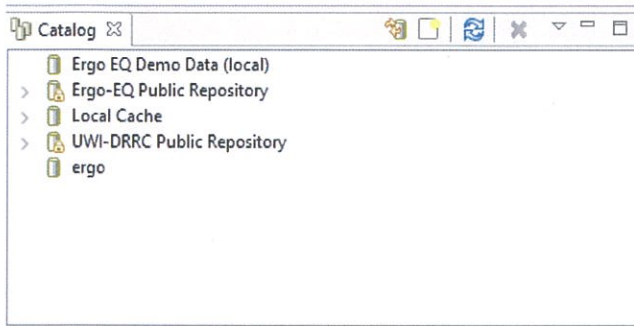 Catalog
Ergo EQ Demo Data (local)
Ergo-EQ Public Repository
Local Cache
UWI-DRRC Public Repository
ergo